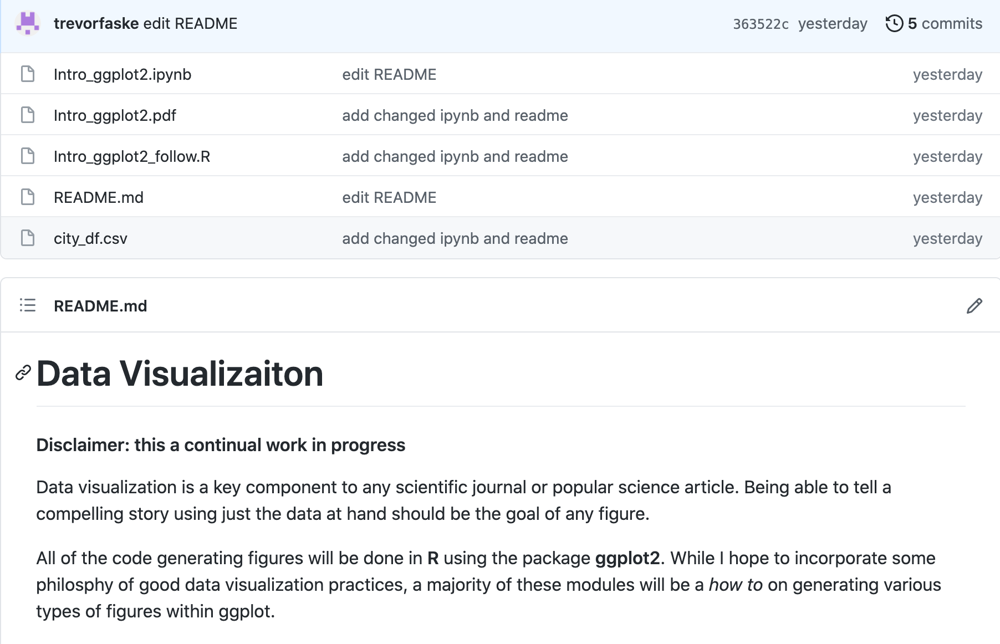 trevorfaske edit README 363522c yesterday 5 commits
Intro_ggplot2.ipynb edit README yesterday
Intro_ggplot2.pdf add changed ipynb and readme yesterday
Intro_ggplot2_follow.R add changed ipynb and readme yesterday
README.md edit README yesterday
city_df.csv add changed ipynb and readme yesterday
README.md
Data Visualizaiton
Disclaimer: this a continual work in progress
Data visualization is a key component to any scientific journal or popular science article. Being able to tell a
compelling story using just the data at hand should be the goal of any figure.
All of the code generating figures will be done in R using the package ggplot2. While I hope to incorporate some
philosphy of good data visualization practices, a majority of these modules will be a how to on generating various
types of figures within ggplot.